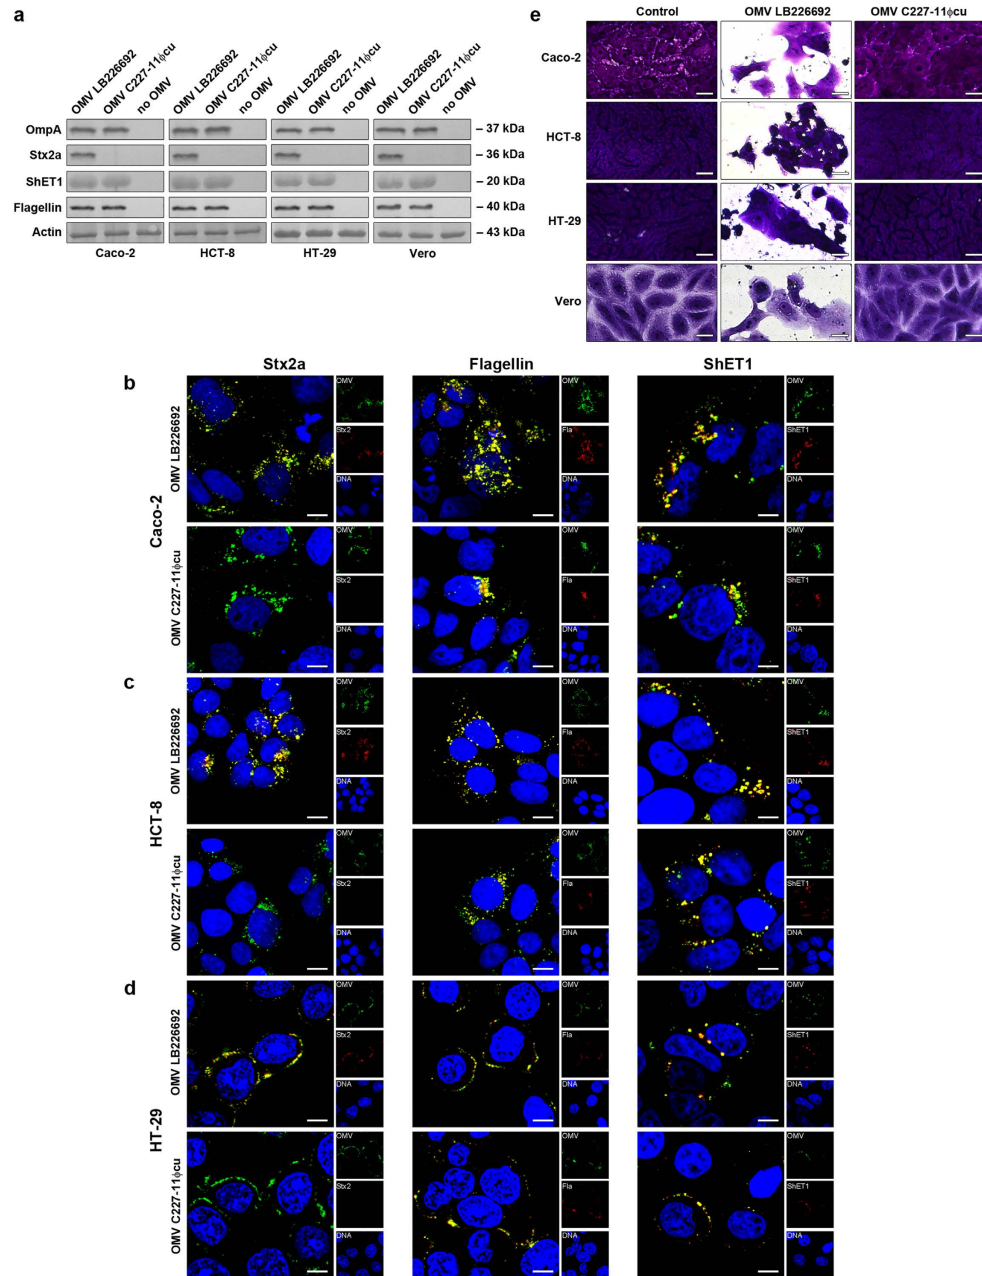 a
OMV LB226692
OMV C227-11ϕcu
no OMV
OMV LB226692
OMV C227-11ϕcu
no OMV
OMV LB226692
OMV C227-11ϕcu
no OMV
OMV LB226692
OMV C227-11ϕcu
no OMV
OmpA – 37 kDa
Stx2a – 36 kDa
ShET1 – 20 kDa
Flagellin – 40 kDa
Actin – 43 kDa
Caco-2 HCT-8 HT-29 Vero
e
Control OMV LB226692 OMV C227-11ϕcu
Caco-2
HCT-8
HT-29
Vero
Stx2a Flagellin ShET1
b
Caco-2
OMV LB226692
OMV OMV OMV
Stx2 Fla ShET1
DNA DNA DNA
OMV C227-11ϕcu
OMV OMV OMV
Stx2 Fla ShET1
DNA DNA DNA
c
HCT-8
OMV LB226692
OMV OMV OMV
Stx2 Fla ShET1
DNA DNA DNA
OMV C227-11ϕcu
OMV OMV OMV
Stx2 Fla ShET1
DNA DNA DNA
d
HT-29
OMV LB226692
OMV OMV OMV
Stx2 Fla ShET1
DNA DNA DNA
OMV C227-11ϕcu
OMV OMV OMV
Stx2 Fla ShET1
DNA DNA DNA